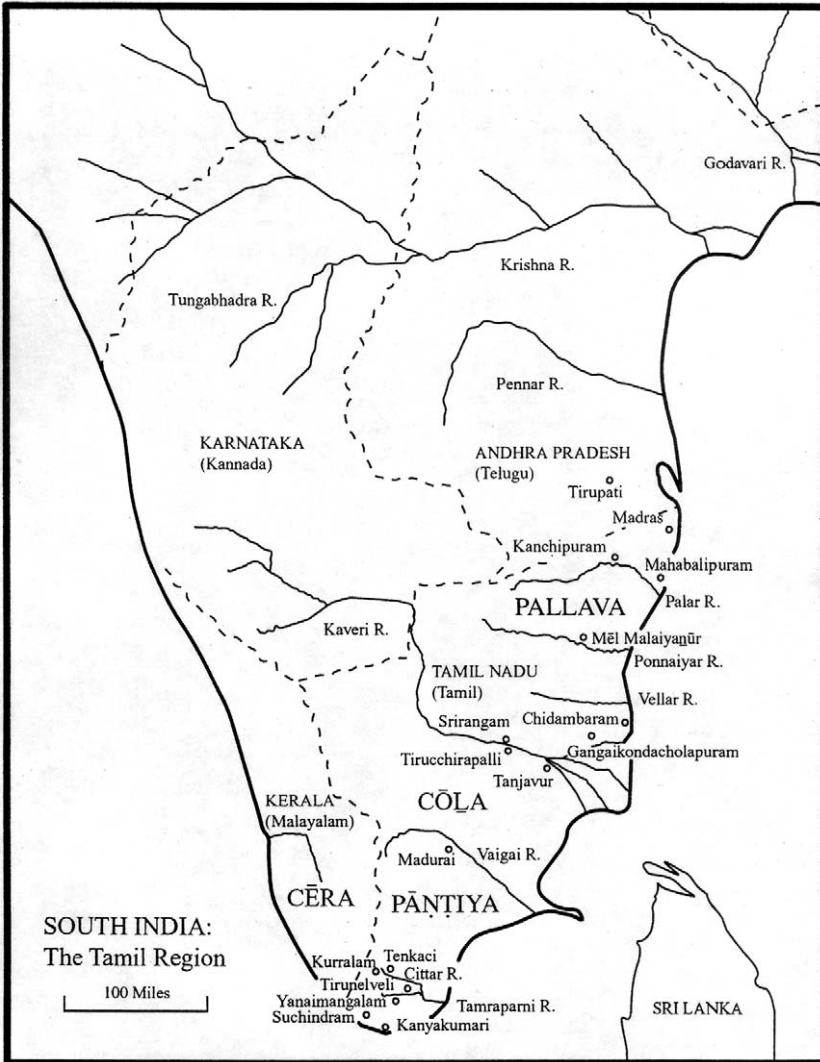 Godavari R.
Krishna R.
Tungabhadra R.
Pennar R.
KARNATAKA
(Kannada)
ANDHRA PRADESH
(Telugu)
Tirupati
Madras
Kanchipuram
Mahabalipuram
PALLAVA
Palar R.
Kaveri R.
Mēl Malaiyaṉūr
Ponnaiyar R.
TAMIL NADU
(Tamil)
Vellar R.
Srirangam
Chidambaram
Gangaikondacholapuram
Tirucchirapalli
Tanjavur
CŌḺA
KERALA
(Malayalam)
Madurai
Vaigai R.
CĒRA
PĀṆṬIYA
SOUTH INDIA:
The Tamil Region
100 Miles
Kurralam
Tenkaci
Cittar R.
Tirunelveli
Yanaimangalam
Tamraparni R.
Suchindram
Kanyakumari
SRI LANKA